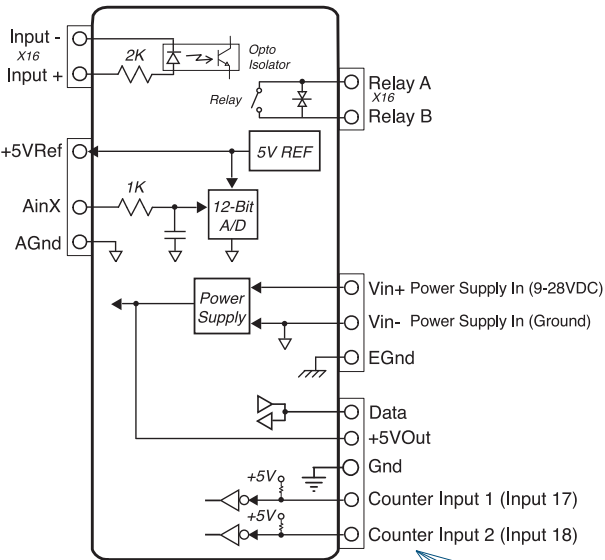 Input -
X16
Input +
2K
Opto
Isolator
Relay
Relay A
X16
Relay B
+5VRef
5V REF
AinX
1K
12-Bit
A/D
AGnd
Power
Supply
Vin+ Power Supply In (9-28VDC)
Vin- Power Supply In (Ground)
EGnd
Data
+5VOut
Gnd
+5V
Counter Input 1 (Input 17)
+5V
Counter Input 2 (Input 18)